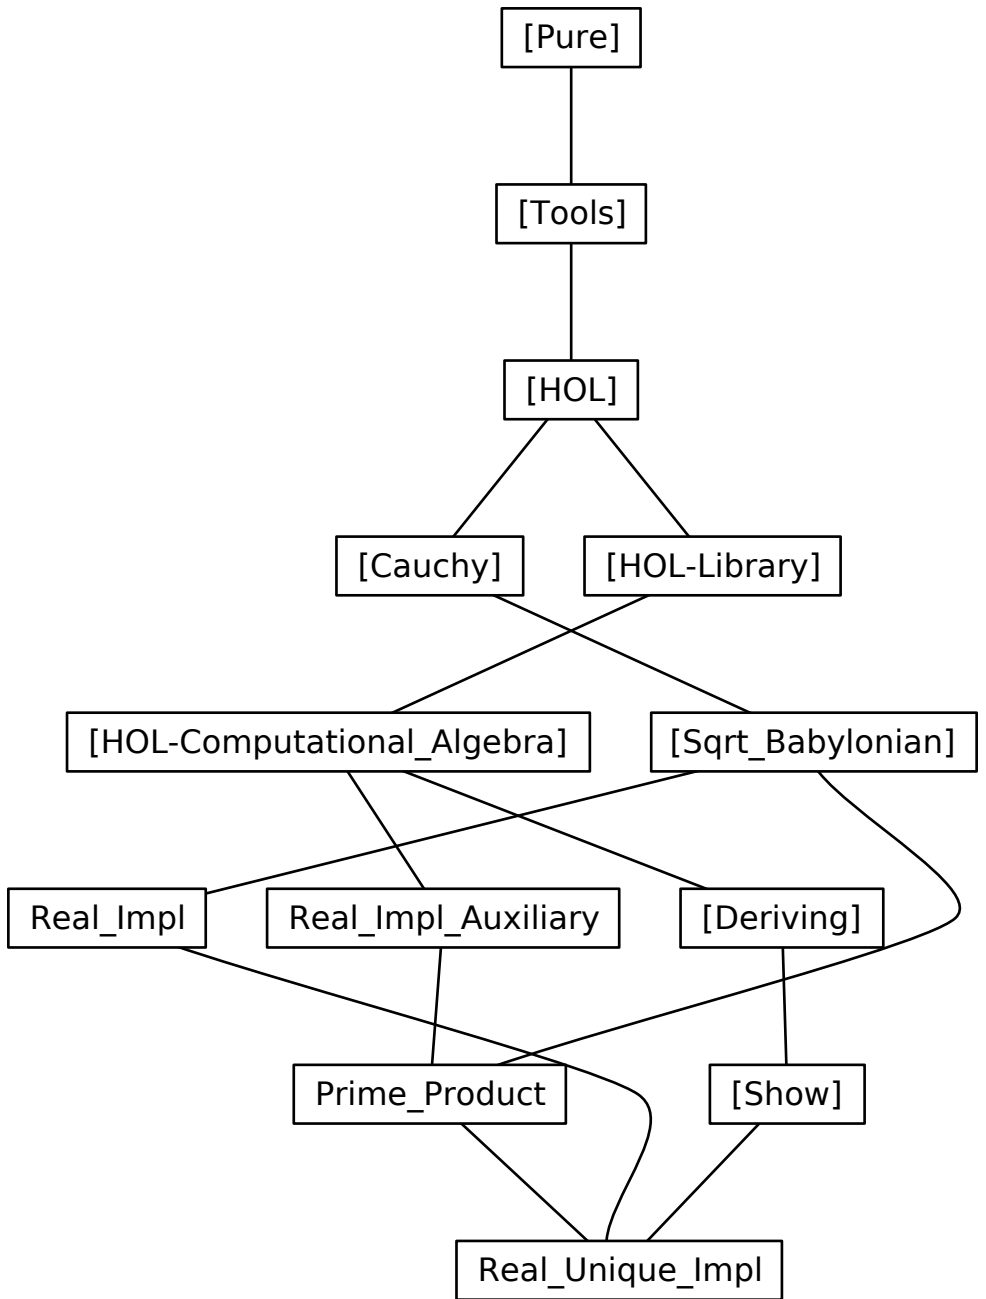 [Pure]
[Tools]
[HOL]
[Cauchy]
[HOL-Library]
[HOL-Computational_Algebra]
[Sqrt_Babylonian]
Real_Impl
Real_Impl_Auxiliary
[Deriving]
Prime_Product
[Show]
Real_Unique_Impl